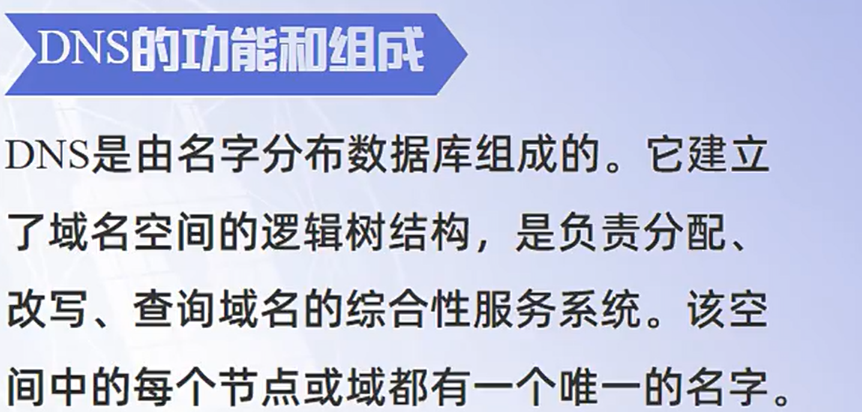 DNS的功能和组成
DNS是由名字分布数据库组成的。它建立
了域名空间的逻辑树结构，是负责分配、
改写、查询域名的综合性服务系统。该空
间中的每个节点或域都有一个唯一的名字。